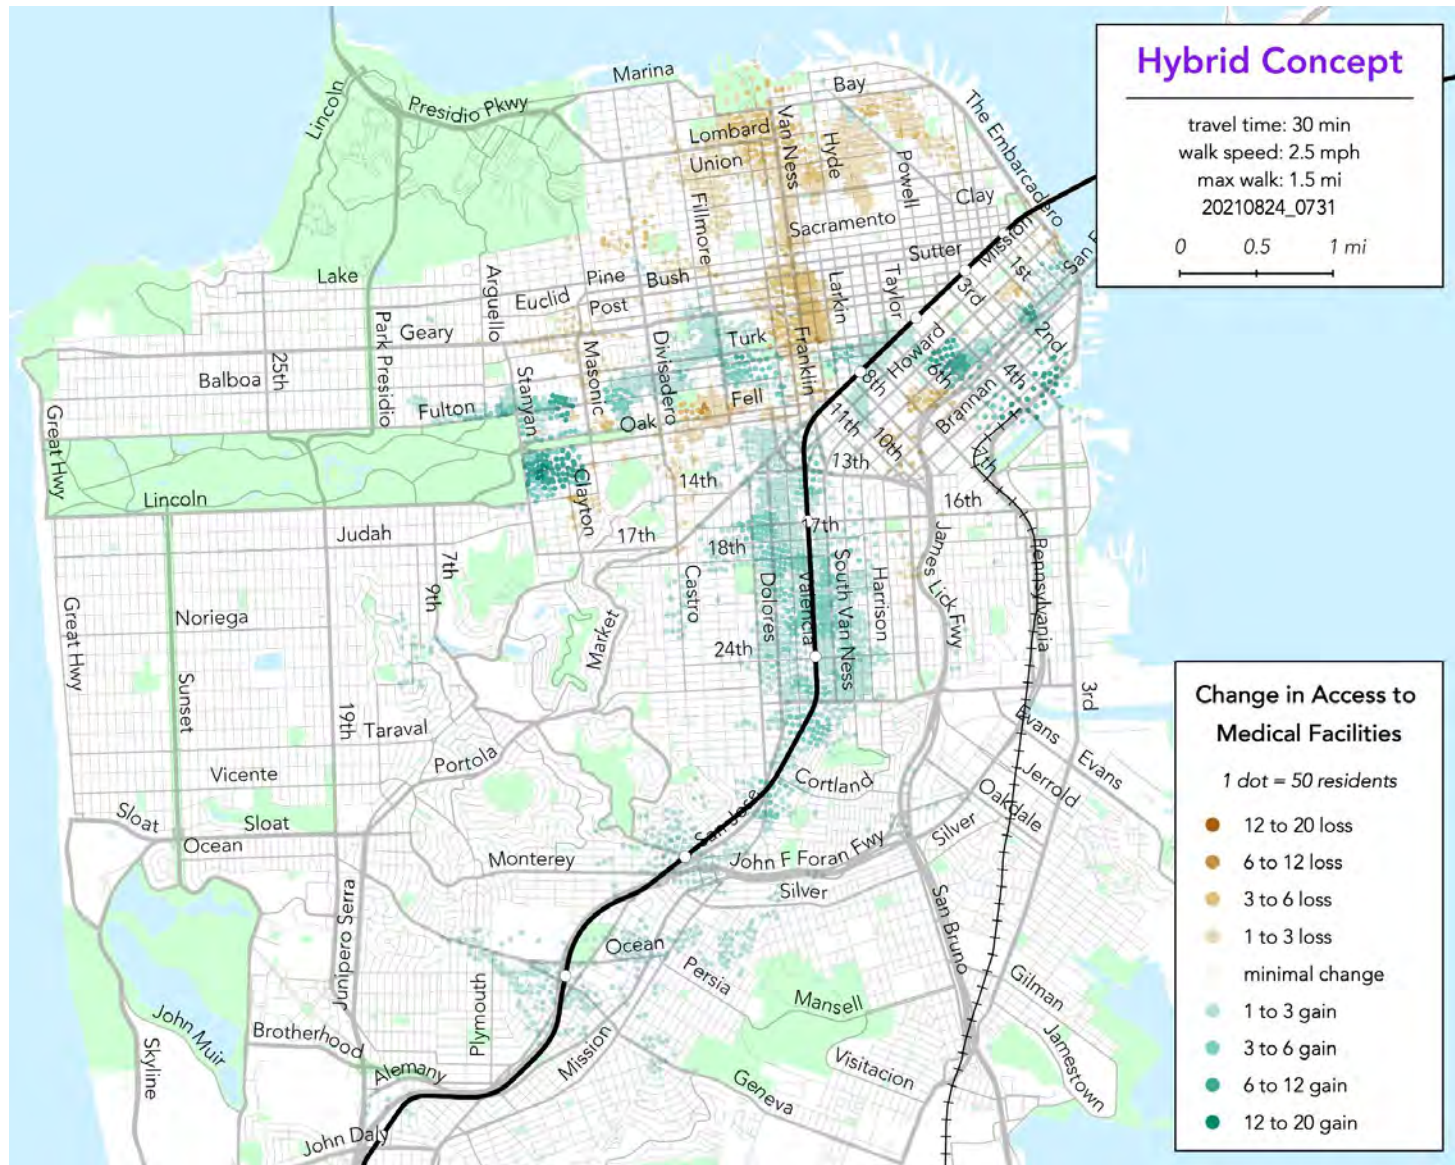 Hybrid Concept
travel time: 30 min
walk speed: 2.5 mph
max walk: 1.5 mi
20210824_0731
0 0.5 1 mi
Marina
Bay
The Embarcadero
Lincoln
Presidio Pkwy
Lombard
Van Ness
Hyde
Union
Powell
Fillmore
Clay
Sacramento
Mission
Sutter
1st
Lake
Arguello
Pine
Bush
Larkin
Taylor
3rd
Euclid
Post
Geary
Park Presidio
Turk
Franklin
Howard
2nd
25th
Balboa
Masonic
Divisadero
8th
6th
4th
Stanyan
Fulton
Fell
Brannan
Great Hwy
Oak
11th
10th
13th
7th
Clayton
14th
Lincoln
16th
Judah
17th
17th
18th
7th
9th
James Lick Fwy
Pennsylvania
Castro
Dolores
Valencia
South Van Ness
Harrison
Great Hwy
Noriega
Market
24th
Sunset
19th
Taraval
3rd
Evans
Portola
Evans
Vicente
Cortland
Jerrold
Oakdale
Sloat
Sloat
San Jose
Silver
Ocean
Monterey
John F Foran Fwy
Silver
Junipero Serra
San Bruno
Ocean
Persia
Gilman
Plymouth
Mansell
John Muir
Brotherhood
Mission
Jamestown
Skyline
Alemany
Visitacion
Geneva
John Daly
Change in Access to
Medical Facilities
1 dot = 50 residents
12 to 20 loss
6 to 12 loss
3 to 6 loss
1 to 3 loss
minimal change
1 to 3 gain
3 to 6 gain
6 to 12 gain
12 to 20 gain